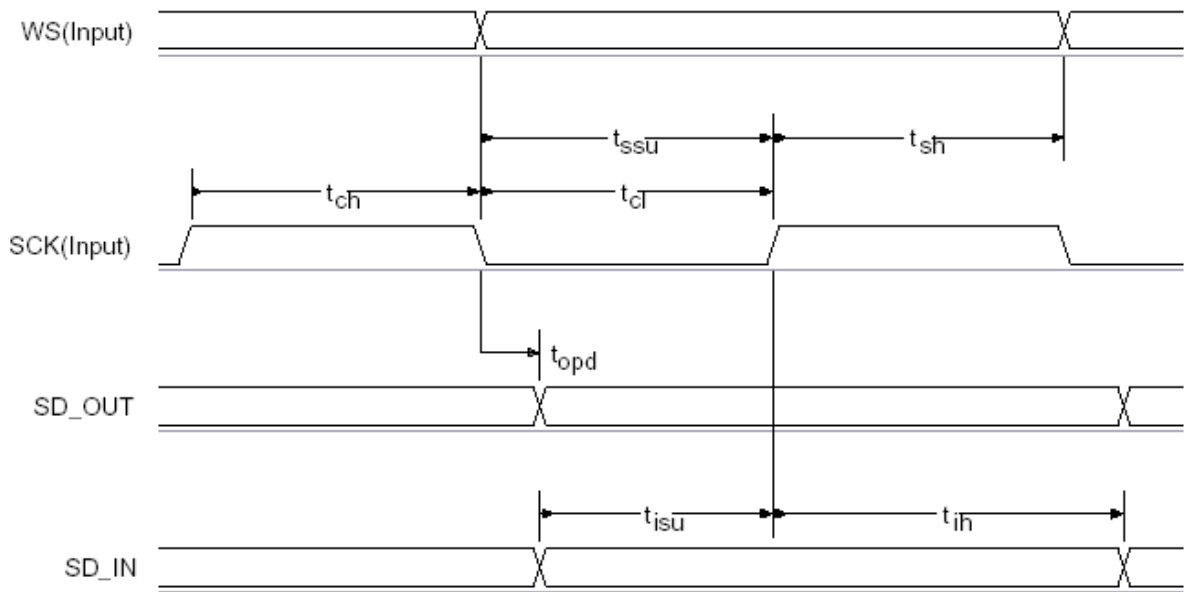 WS(Input)
tssu
tsh
tch
tcl
SCK(Input)
topd
SD_OUT
tisu
tih
SD_IN